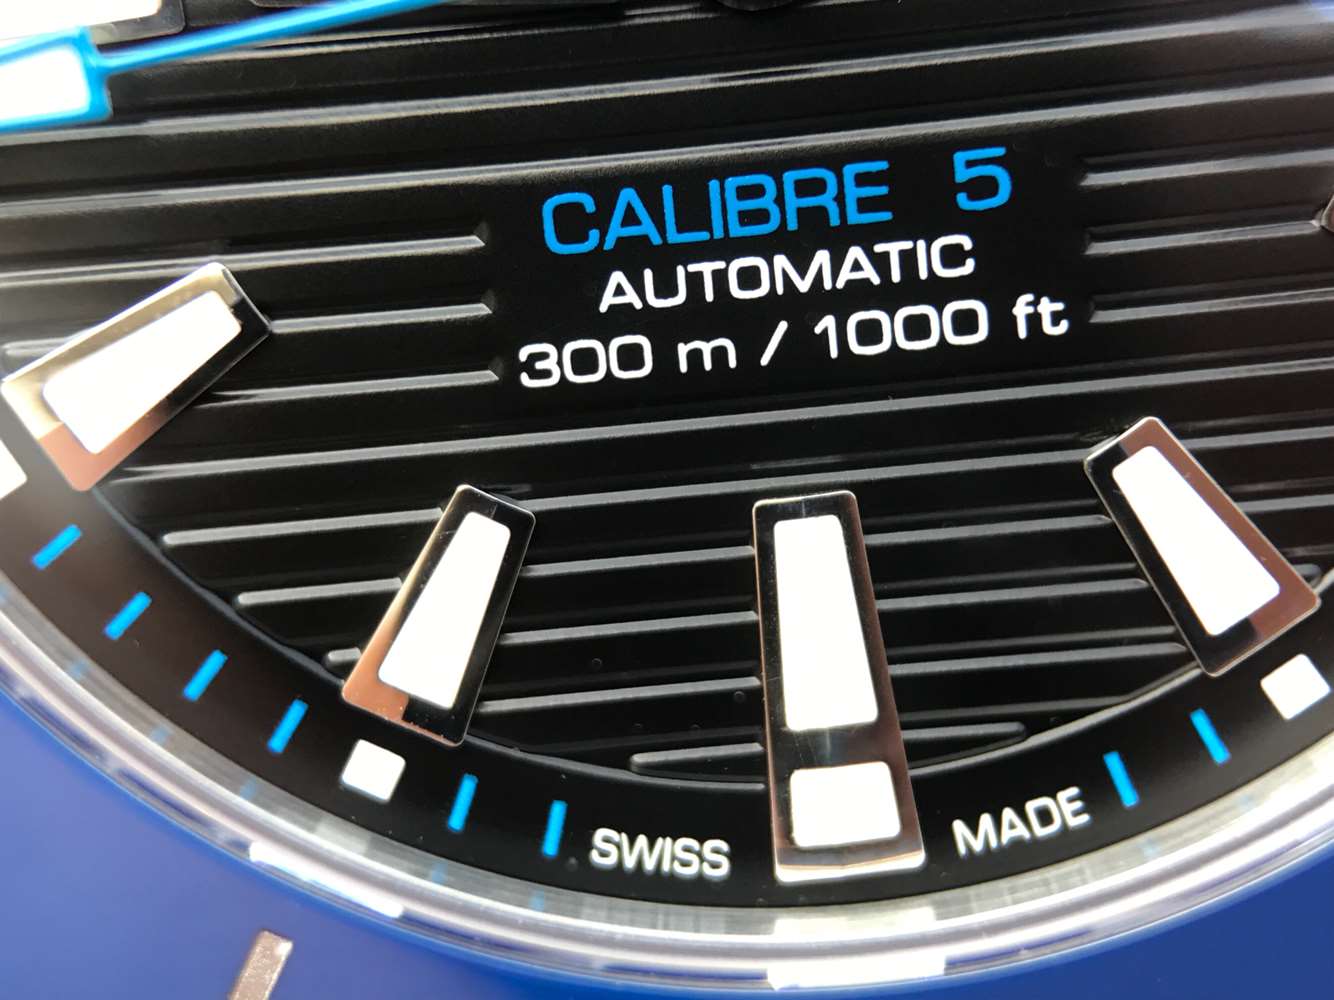 CALIBRE 5
AUTOMATIC
300 m / 1000 ft
SWISS MADE